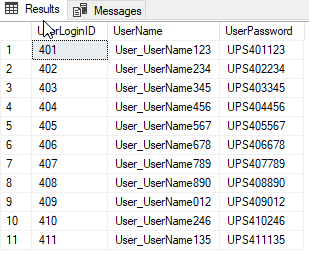 Results Messages
UserLoginID UserName UserPassword
1 401 User_UserName123 UPS401123
2 402 User_UserName234 UPS402234
3 403 User_UserName345 UPS403345
4 404 User_UserName456 UPS404456
5 405 User_UserName567 UPS405567
6 406 User_UserName678 UPS406678
7 407 User_UserName789 UPS407789
8 408 User_UserName890 UPS408890
9 409 User_UserName012 UPS409012
10 410 User_UserName246 UPS410246
11 411 User_UserName135 UPS411135